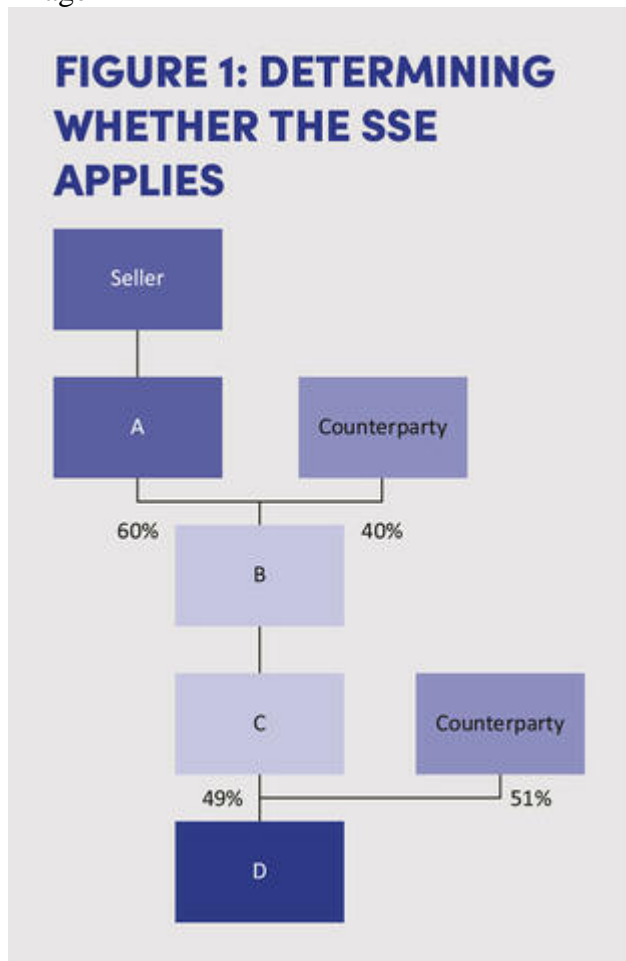 FIGURE 1: DETERMINING
WHETHER THE SSE
APPLIES
Seller
A
Counterparty
60%
40%
B
C
Counterparty
49%
51%
D